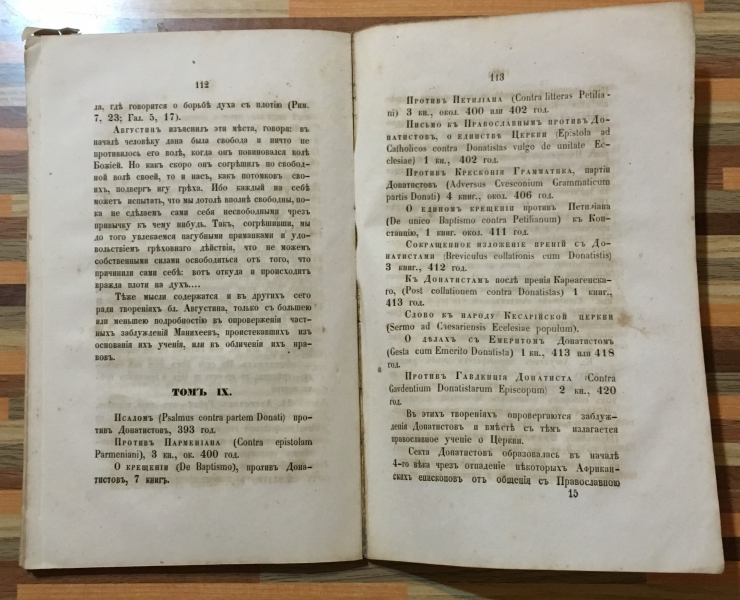 112
ла, гдѣ говорится о борьбѣ духа съ плотію (Рим.
7, 23; Гал. 5, 17).
Августинъ изъяснилъ эти мѣста, говоря: въ
началѣ человѣку дана была свобода и ничто не
противилось его волѣ, когда онъ повиновался волѣ
Божіей. Но какъ скоро онъ согрѣшилъ по свобод-
ной волѣ своей, то и насъ, какъ потомковъ сво-
ихъ, подвергъ игу грѣха. Ибо каждый на себѣ
можетъ испытать, что мы дотолѣ вполнѣ свободны, по-
ка не сдѣлаемъ сами себя несвободными чрезъ
привычку къ чему нибудь. Такъ, согрѣшивши, мы
до того увлекаемся пагубными приманками и удо-
вольствіемъ грѣховнаго дѣйствія, что не можемъ
собственными силами освободиться отъ того, что
причинили сами себѣ: вотъ откуда и происходитъ
вражда плоти на духъ....
Тѣже мысли содержатся и въ другихъ сего
ради твореніяхъ бл. Августина, только съ большею
или меньшею подробностію въ опроверженіи част-
ныхъ заблужденій Манихеевъ, проистекавшихъ изъ
основанія ихъ ученія, или въ обличеніи ихъ нра-
вовъ.
ТОМЪ IX.
Псаломъ (Psalmus contra partem Donati) про-
тивъ Донатистовъ, 393 год.
Противъ Парменіана (Contra epistolam
Parmeniani), 3 кн., ок. 400 год.
О крещеніи (De Baptismo), противъ Дона-
тистовъ, 7 книгъ.
113
Противъ Петиліана (Contra litteras Petilia-
ni) 3 кн., окол. 400 или 402 год.
Письмо къ Православнымъ противъ До-
натистовъ, о единствѣ Церкви (Epistola ad
Catholicos contra Donatistas vulgo de unitate Ec-
clesiae) 1 кн., 402 год.
Противъ Кресконія Грамматика, партіи
Донатистовъ (Adversus Cvesconium Grammaticum
partis Donati) 4 книг., окол. 406 год.
О единомъ крещеніи противъ Петиліана
(De unico Baptismo contra Petilianum) къ Кон-
станцію, 1 книг. окол. 411 год.
Сокращенное изложеніе преній съ До-
натистами (Breviculus collationis cum Donatistis)
3 книг., 412 год.
Къ Донатистамъ послѣ пренія Карѳагенска-
го, (Post collationem contra Donatistas) 1 книг.,
413 год.
Слово къ народу Кесарійской церкви
(Sermo ad Caesariensis Ecclesae populum).
О дѣлахъ съ Емеритомъ Донатистомъ
(Gesta cum Emerito Donatista) 1 кн., 413 или 418
год.
Противъ Гавденція Донатиста (Contra
Gavdentium Donatistarum Episcopum) 2 кн., 420
год.
Въ этихъ твореніяхъ опровергаются заблуж-
денія Донатистовъ и вмѣстѣ съ тѣмъ излагается
православное ученіе о Церкви.
Секта Донатистовъ образовалась въ началѣ
4-го вѣка чрезъ отпаденіе нѣкоторыхъ Африкан-
скихъ епископовъ отъ общенія съ Православною
15